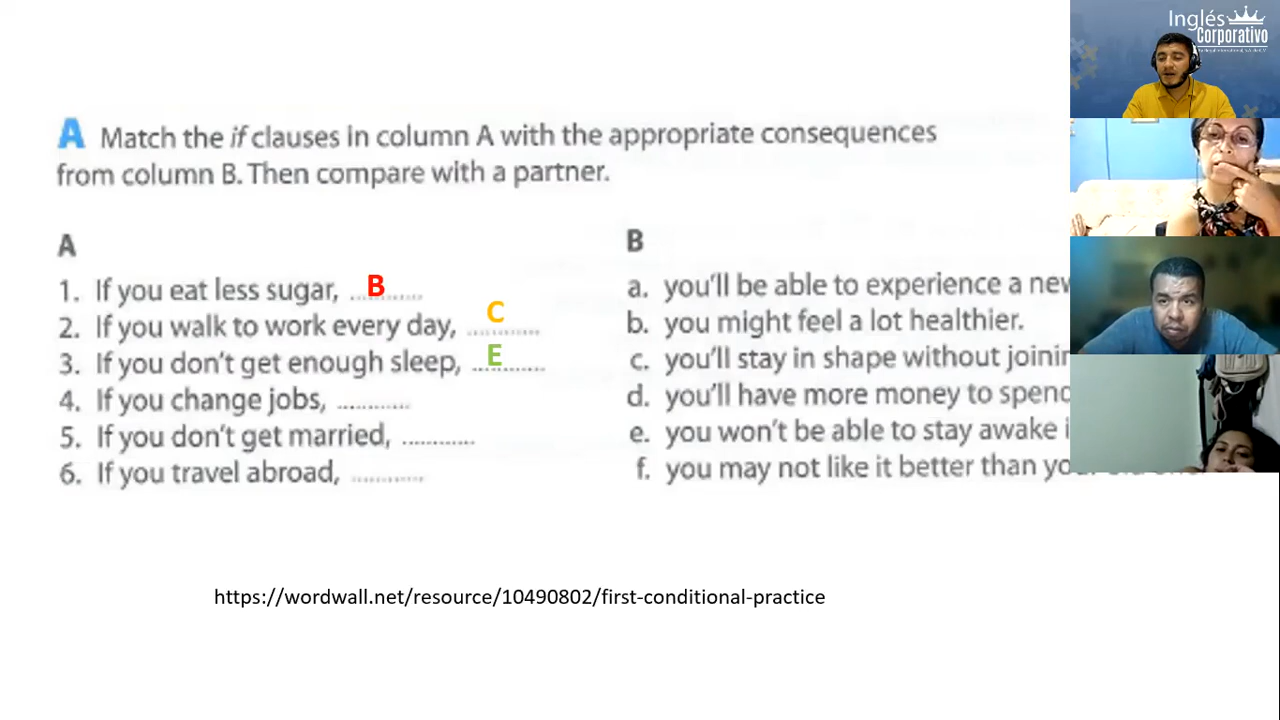 Inglés
Corporativo
A Match the if clauses in column A with the appropriate consequences
from column B. Then compare with a partner.
A
1. If you eat less sugar, ............ B
2. If you walk to work every day, ............ C
3. If you don't get enough sleep, ............ E
4. If you change jobs, ............
5. If you don't get married, ............
6. If you travel abroad, ............
B
a. you'll be able to experience a new
b. you might feel a lot healthier.
c. you'll stay in shape without
d. you'll have more money to spend
e. you won't be able to stay awake
f. you may not like it better than
https://wordwall.net/resource/10490802/first-conditional-practice